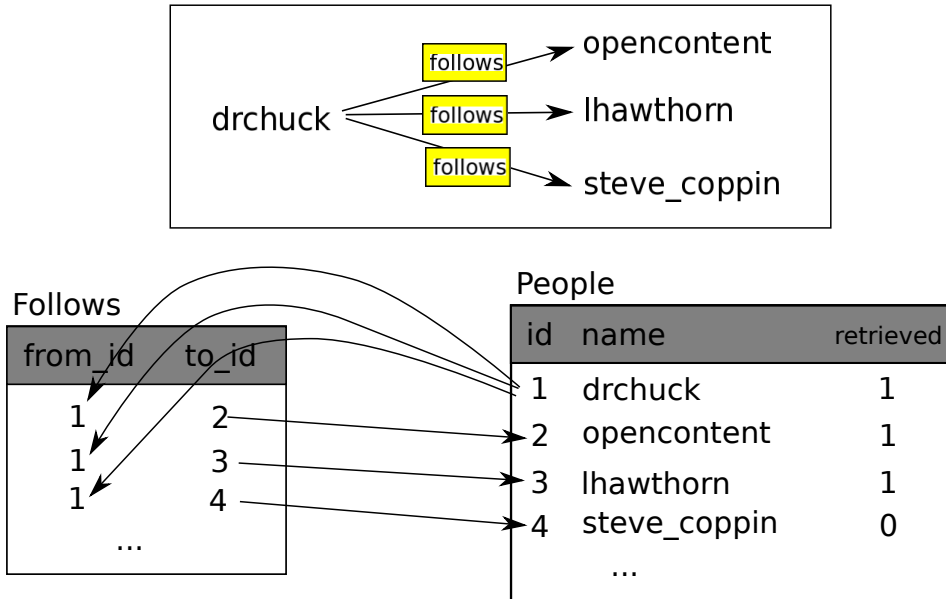 opencontent
follows
drchuck
follows
lhawthorn
follows
steve_coppin
Follows
from_id to_id
1 2
1 3
1 4
...
People
id name retrieved
1 drchuck 1
2 opencontent 1
3 lhawthorn 1
4 steve_coppin 0
...